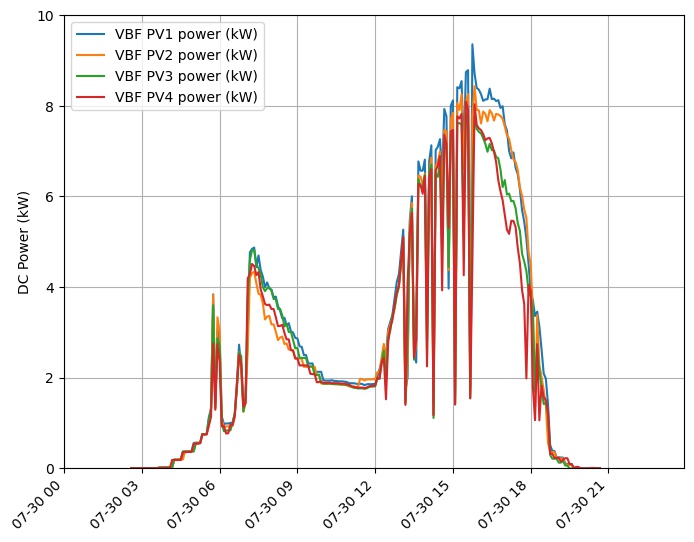 10
VBF PV1 power (kW)
VBF PV2 power (kW)
VBF PV3 power (kW)
VBF PV4 power (kW)
8
6
DC Power (kW)
4
2
0
07-30 00
07-30 03
07-30 06
07-30 09
07-30 12
07-30 15
07-30 18
07-30 21